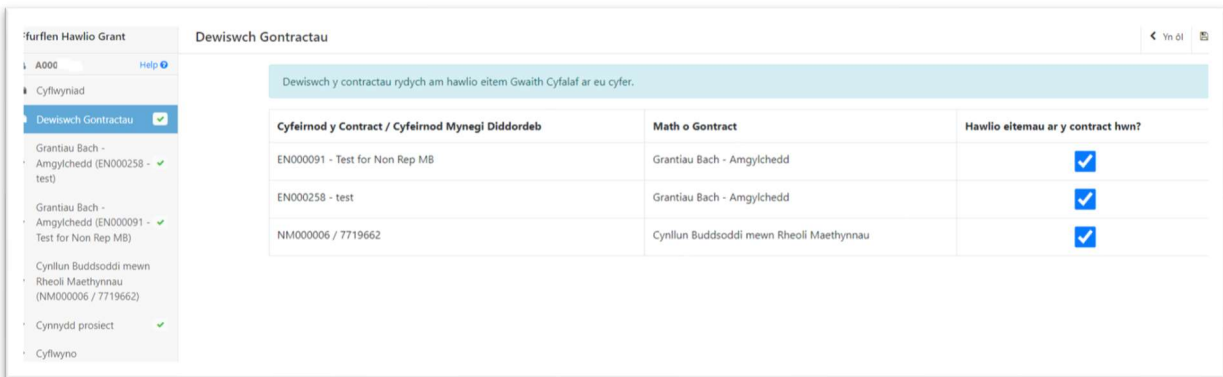 Ffurflen Hawlio Grant
A000
Help
Cyflwyniad
Dewiswch Gontractau
Grantiau Bach -
Amgylchedd (EN000258 -
test)
Grantiau Bach -
Amgylchedd (EN000091 -
Test for Non Rep MB)
Cynllun Buddsoddi mewn
Rheoli Maethynnau
(NM000006 / 7719662)
Cynnydd prosiect
Cyflwyno
Dewiswch Gontractau
Yn ôl
Dewiswch y contractau rydych am hawlio eitem Gwaith Cyfalaf ar eu cyfer.
Cyfeirnod y Contract / Cyfeirnod Mynegi Diddordeb Math o Gontract Hawlio eitemau ar y contract hwn?
EN000091 - Test for Non Rep MB Grantiau Bach - Amgylchedd
EN000258 - test Grantiau Bach - Amgylchedd
NM000006 / 7719662 Cynllun Buddsoddi mewn Rheoli Maethynnau